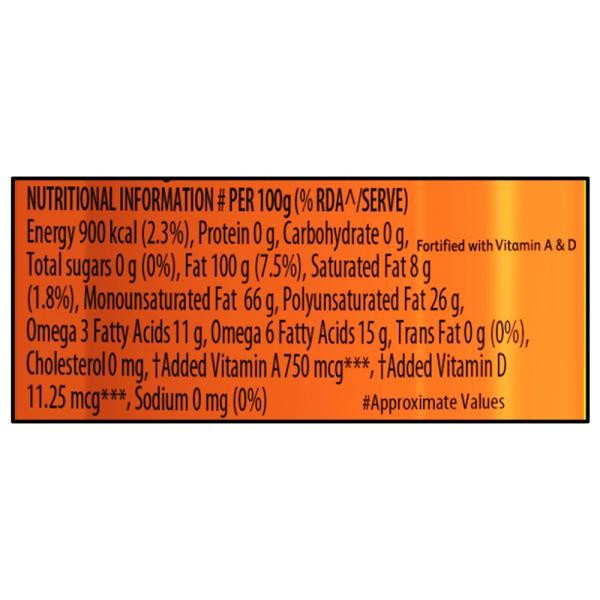 NUTRITIONAL INFORMATION # PER 100g (% RDA^/SERVE)
Energy 900 kcal (2.3%), Protein 0 g, Carbohydrate 0 g,
Fortified with Vitamin A & D
Total sugars 0 g (0%), Fat 100 g (7.5%), Saturated Fat 8 g
(1.8%), Monounsaturated Fat 66 g, Polyunsaturated Fat 26 g,
Omega 3 Fatty Acids 11 g, Omega 6 Fatty Acids 15 g, Trans Fat 0 g (0%),
Cholesterol 0 mg, †Added Vitamin A 750 mcg***, †Added Vitamin D
11.25 mcg***, Sodium 0 mg (0%)
#Approximate Values